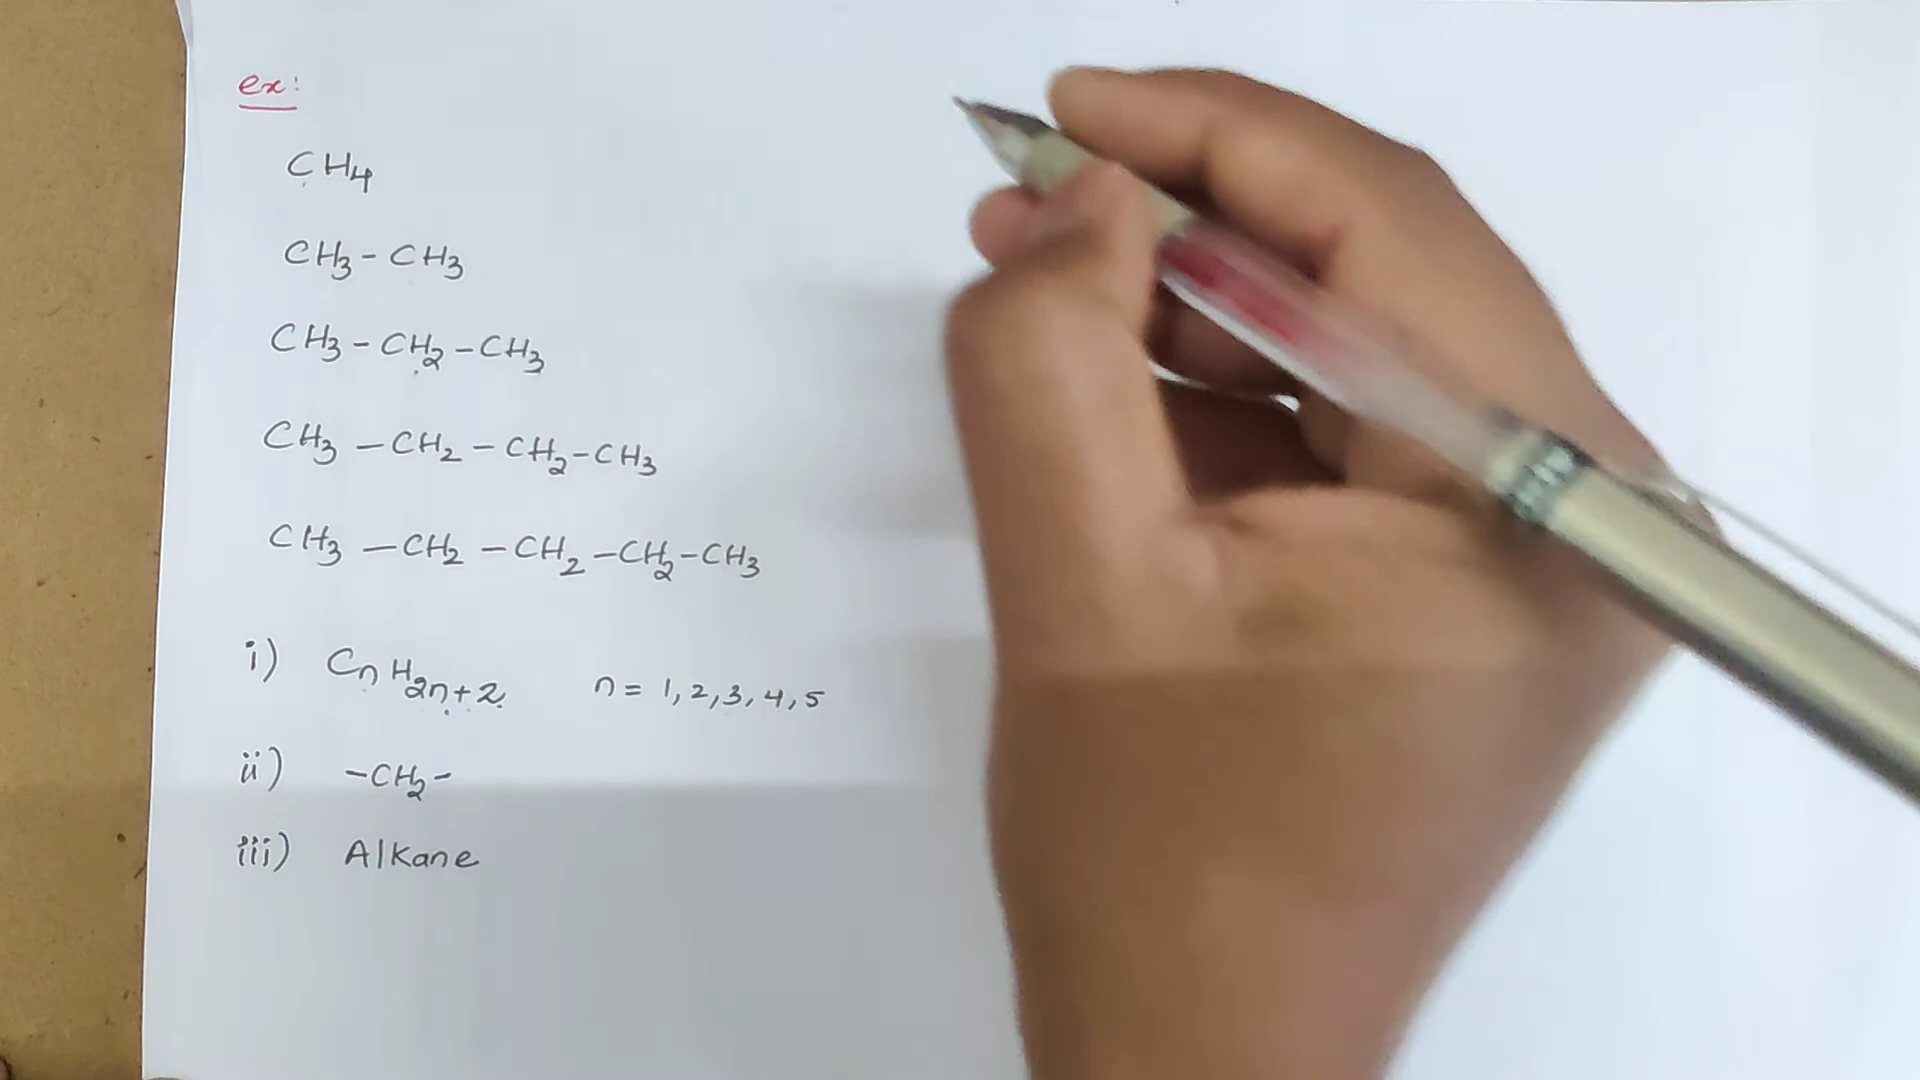 ex:
CH4
CH3 - CH3
CH3 - CH2 - CH3
CH3 - CH2 - CH2 - CH3
CH3 - CH2 - CH2 - CH2 - CH3
i) CnH2n+2 n = 1, 2, 3, 4, 5
ii) -CH2-
iii) Alkane